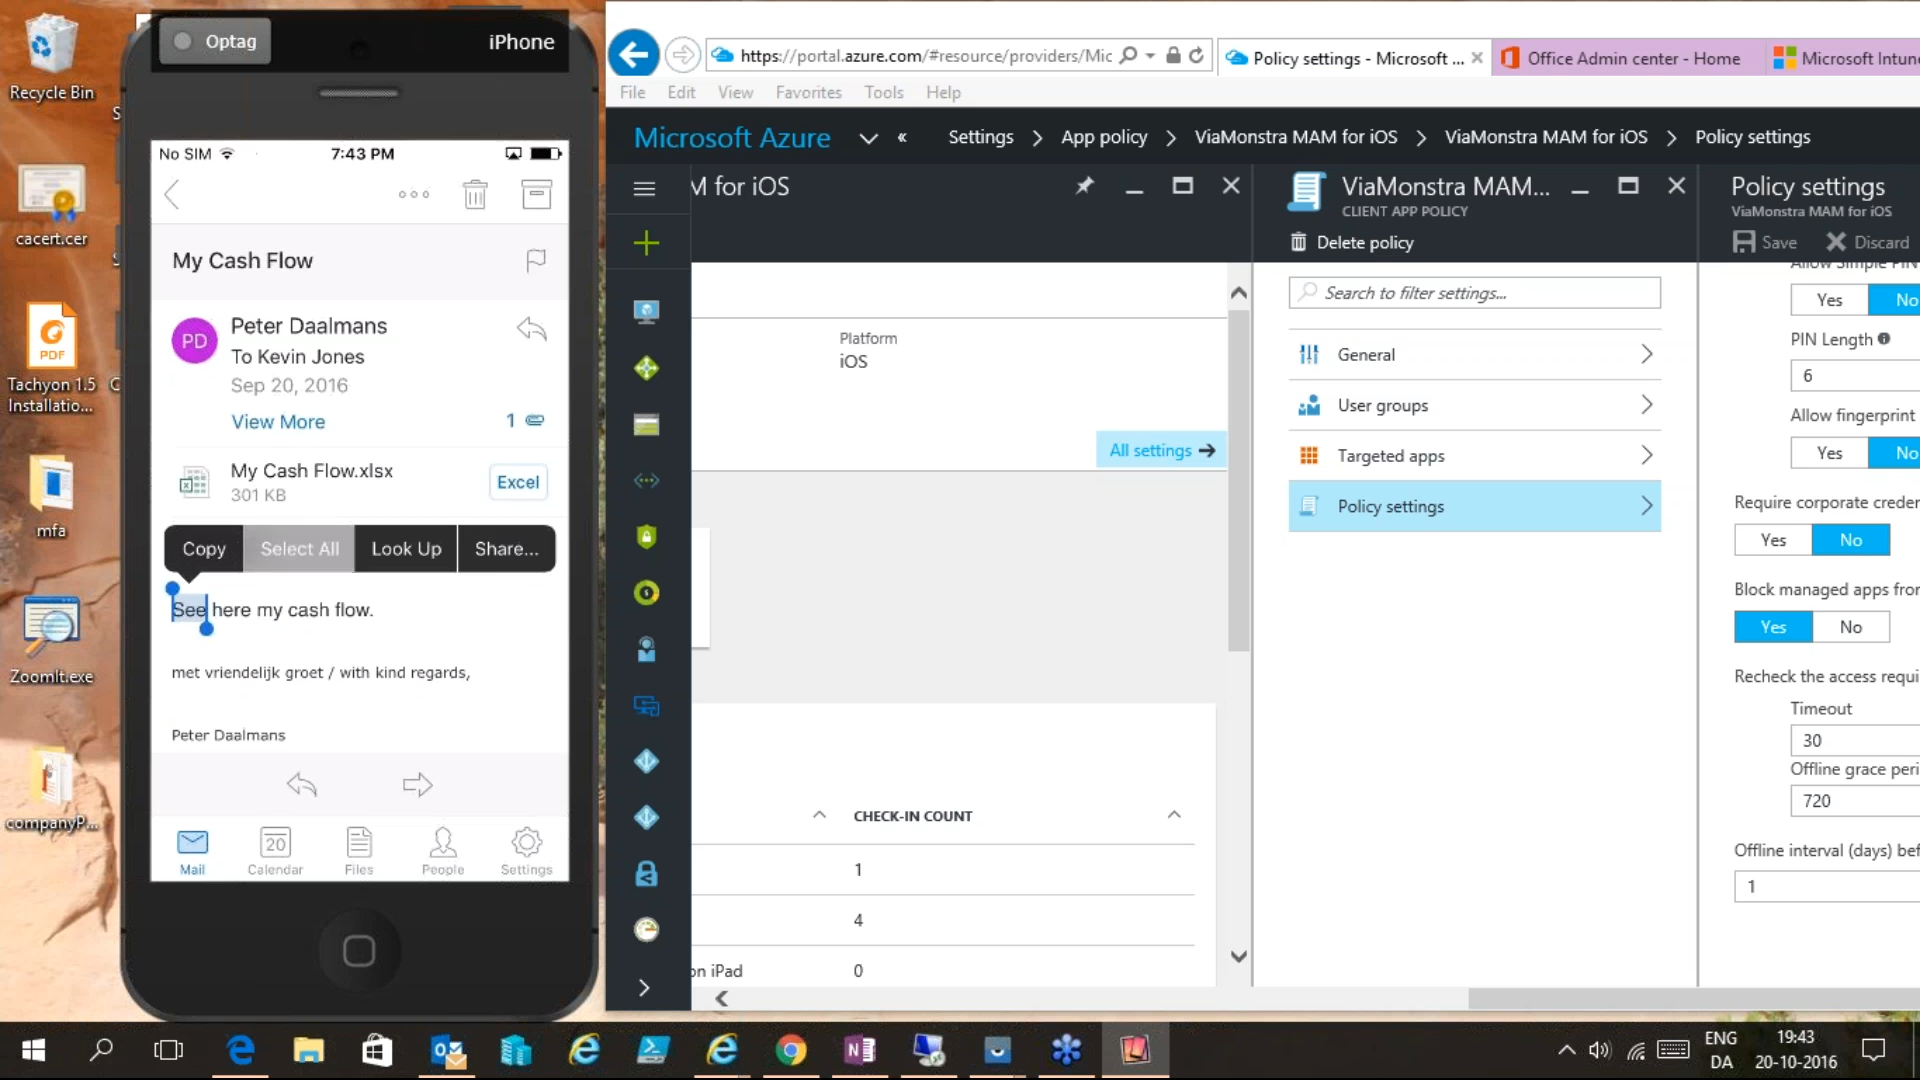 Recycle Bin
cacert.cer
PDF
Tachyon 1.5
Installatio...
mfa
ZoomIt.exe
companyP...
Optag
iPhone
No SIM
7:43 PM
My Cash Flow
PD
Peter Daalmans
To Kevin Jones
Sep 20, 2016
View More
1
My Cash Flow.xlsx
301 KB
Excel
Copy
Select All
Look Up
Share...
See here my cash flow.
met vriendelijk groet / with kind regards,
Peter Daalmans
Mail
20
Calendar
Files
People
Settings
https://portal.azure.com/#resource/providers/Mic
Policy settings - Microsoft ...
Office Admin center - Home
Microsoft Intun
File Edit View Favorites Tools Help
Microsoft Azure
«
Settings > App policy > ViaMonstra MAM for iOS > ViaMonstra MAM for iOS > Policy settings
M for iOS
Platform
iOS
All settings →
CHECK-IN COUNT
1
4
on iPad
0
ViaMonstra MAM...
CLIENT APP POLICY
Delete policy
Search to filter settings...
General
User groups
Targeted apps
Policy settings
Policy settings
ViaMonstra MAM for iOS
Save
Discard
Allow Simple PIN
Yes No
PIN Length
6
Allow fingerprint
Yes No
Require corporate creder
Yes No
Block managed apps fror
Yes No
Recheck the access requi
Timeout
30
Offline grace peri
720
Offline interval (days) bef
1
ENG
DA
19:43
20-10-2016